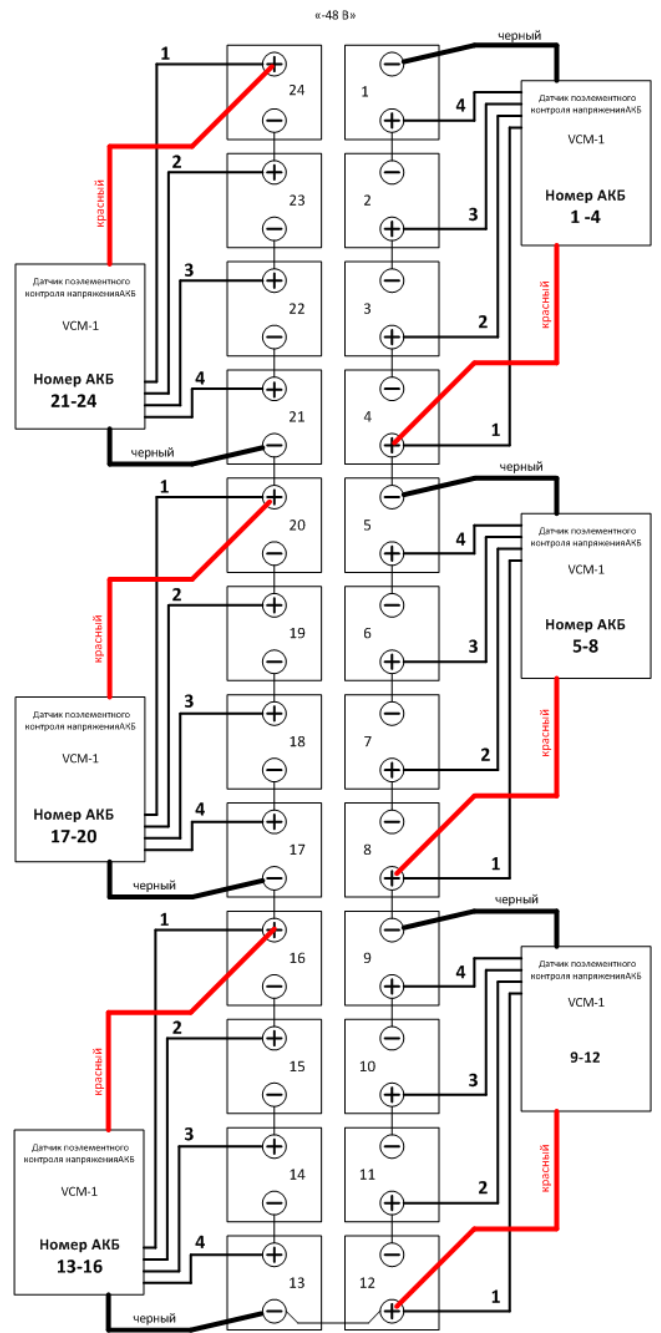 «-48 В»
черный
1
24
1
4
Датчик поэлементного
контроля напряженияАКБ
VCM-1
Номер АКБ
1 -4
красный
2
23
2
3
красный
Датчик поэлементного
контроля напряженияАКБ
VCM-1
Номер АКБ
21-24
3
22
3
2
4
21
4
1
черный
черный
1
20
5
4
Датчик поэлементного
контроля напряженияАКБ
VCM-1
Номер АКБ
5-8
красный
2
19
6
3
красный
Датчик поэлементного
контроля напряженияАКБ
VCM-1
Номер АКБ
17-20
3
18
7
2
4
17
8
1
черный
черный
1
16
9
4
Датчик поэлементного
контроля напряженияАКБ
VCM-1
9-12
красный
2
15
10
3
красный
Датчик поэлементного
контроля напряженияАКБ
VCM-1
Номер АКБ
13-16
3
14
11
2
4
13
12
1
черный